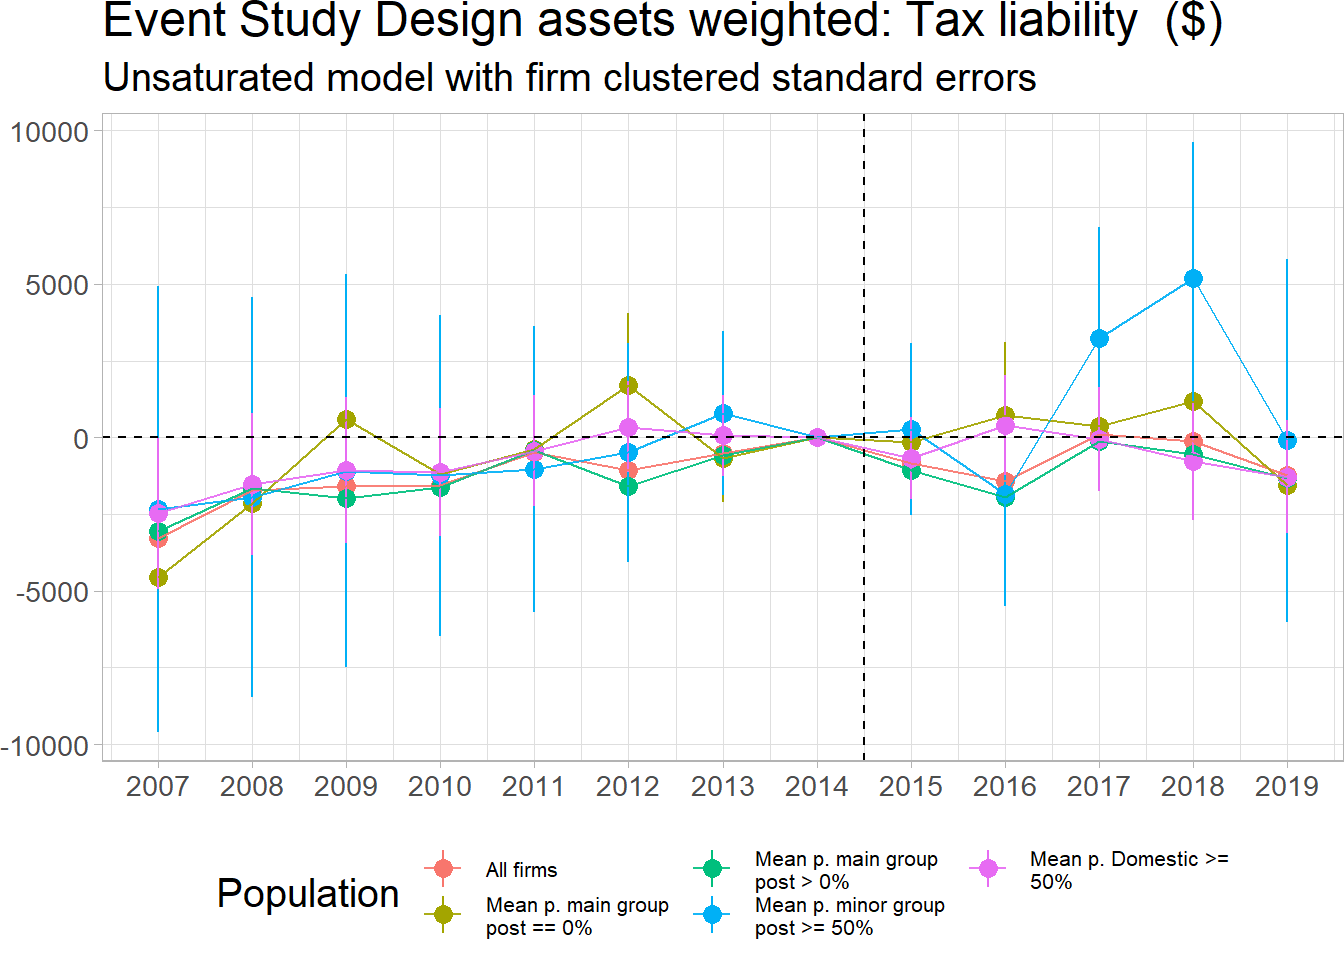 Event Study Design assets weighted: Tax liability ($)
Unsaturated model with firm clustered standard errors
10000
5000
0
-5000
-10000
2007 2008 2009 2010 2011 2012 2013 2014 2015 2016 2017 2018 2019
Population
All firms
Mean p. main group
post == 0%
Mean p. main group
post > 0%
Mean p. minor group
post >= 50%
Mean p. Domestic >=
50%